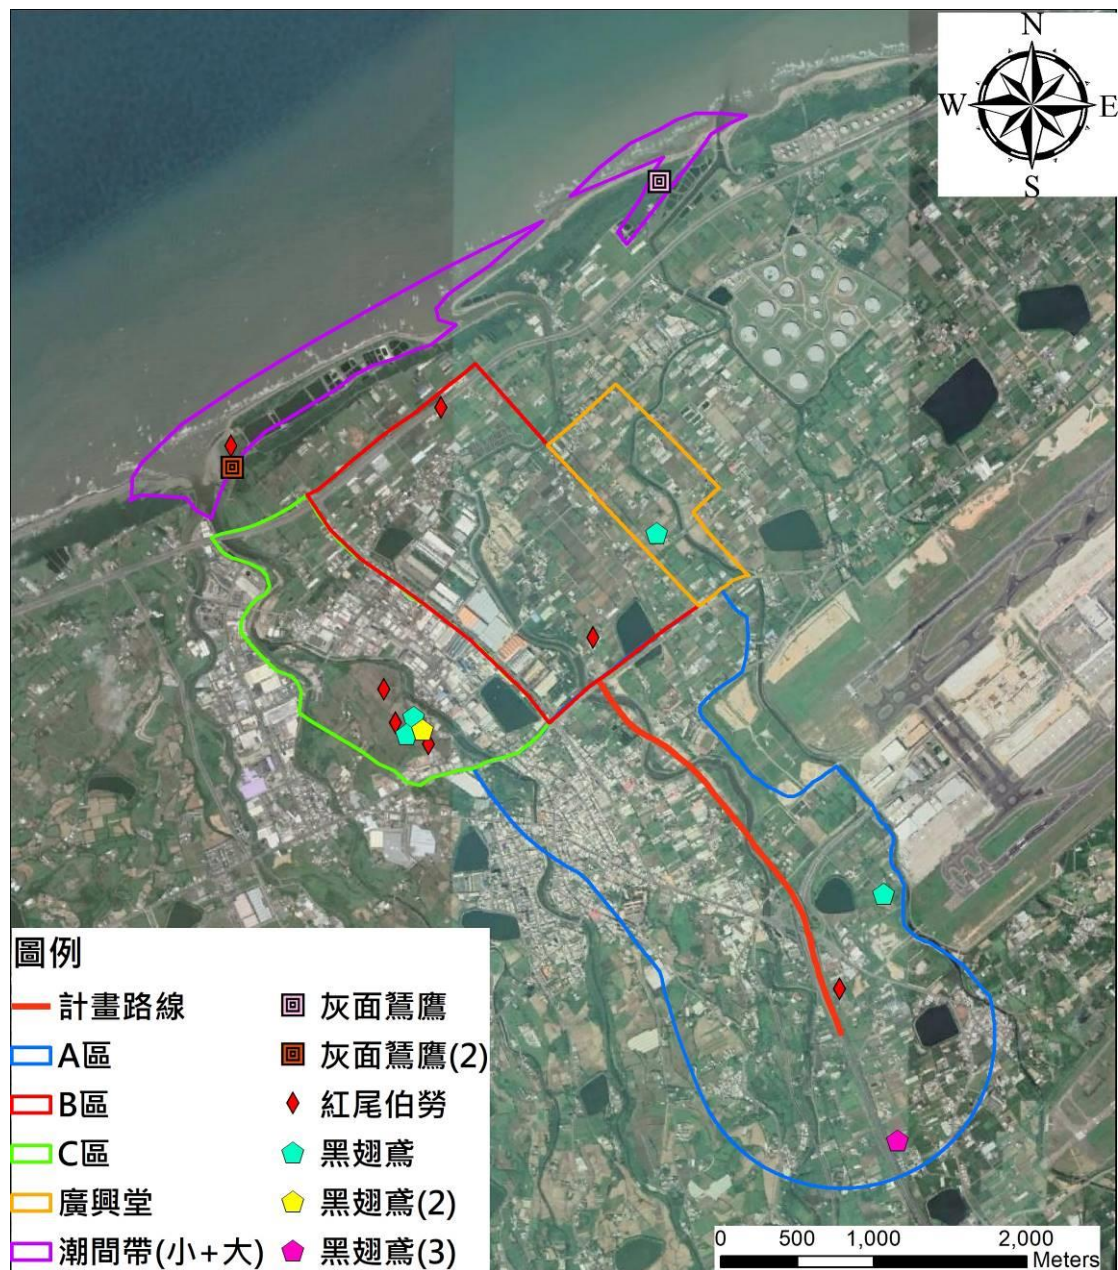 N
W E
S
圖例
計畫路線
A區
B區
C區
廣興堂
潮間帶(小+大)
灰面鵟鷹
灰面鵟鷹(2)
紅尾伯勞
黑翅鳶
黑翅鳶(2)
黑翅鳶(3)
0 500 1,000 2,000
Meters